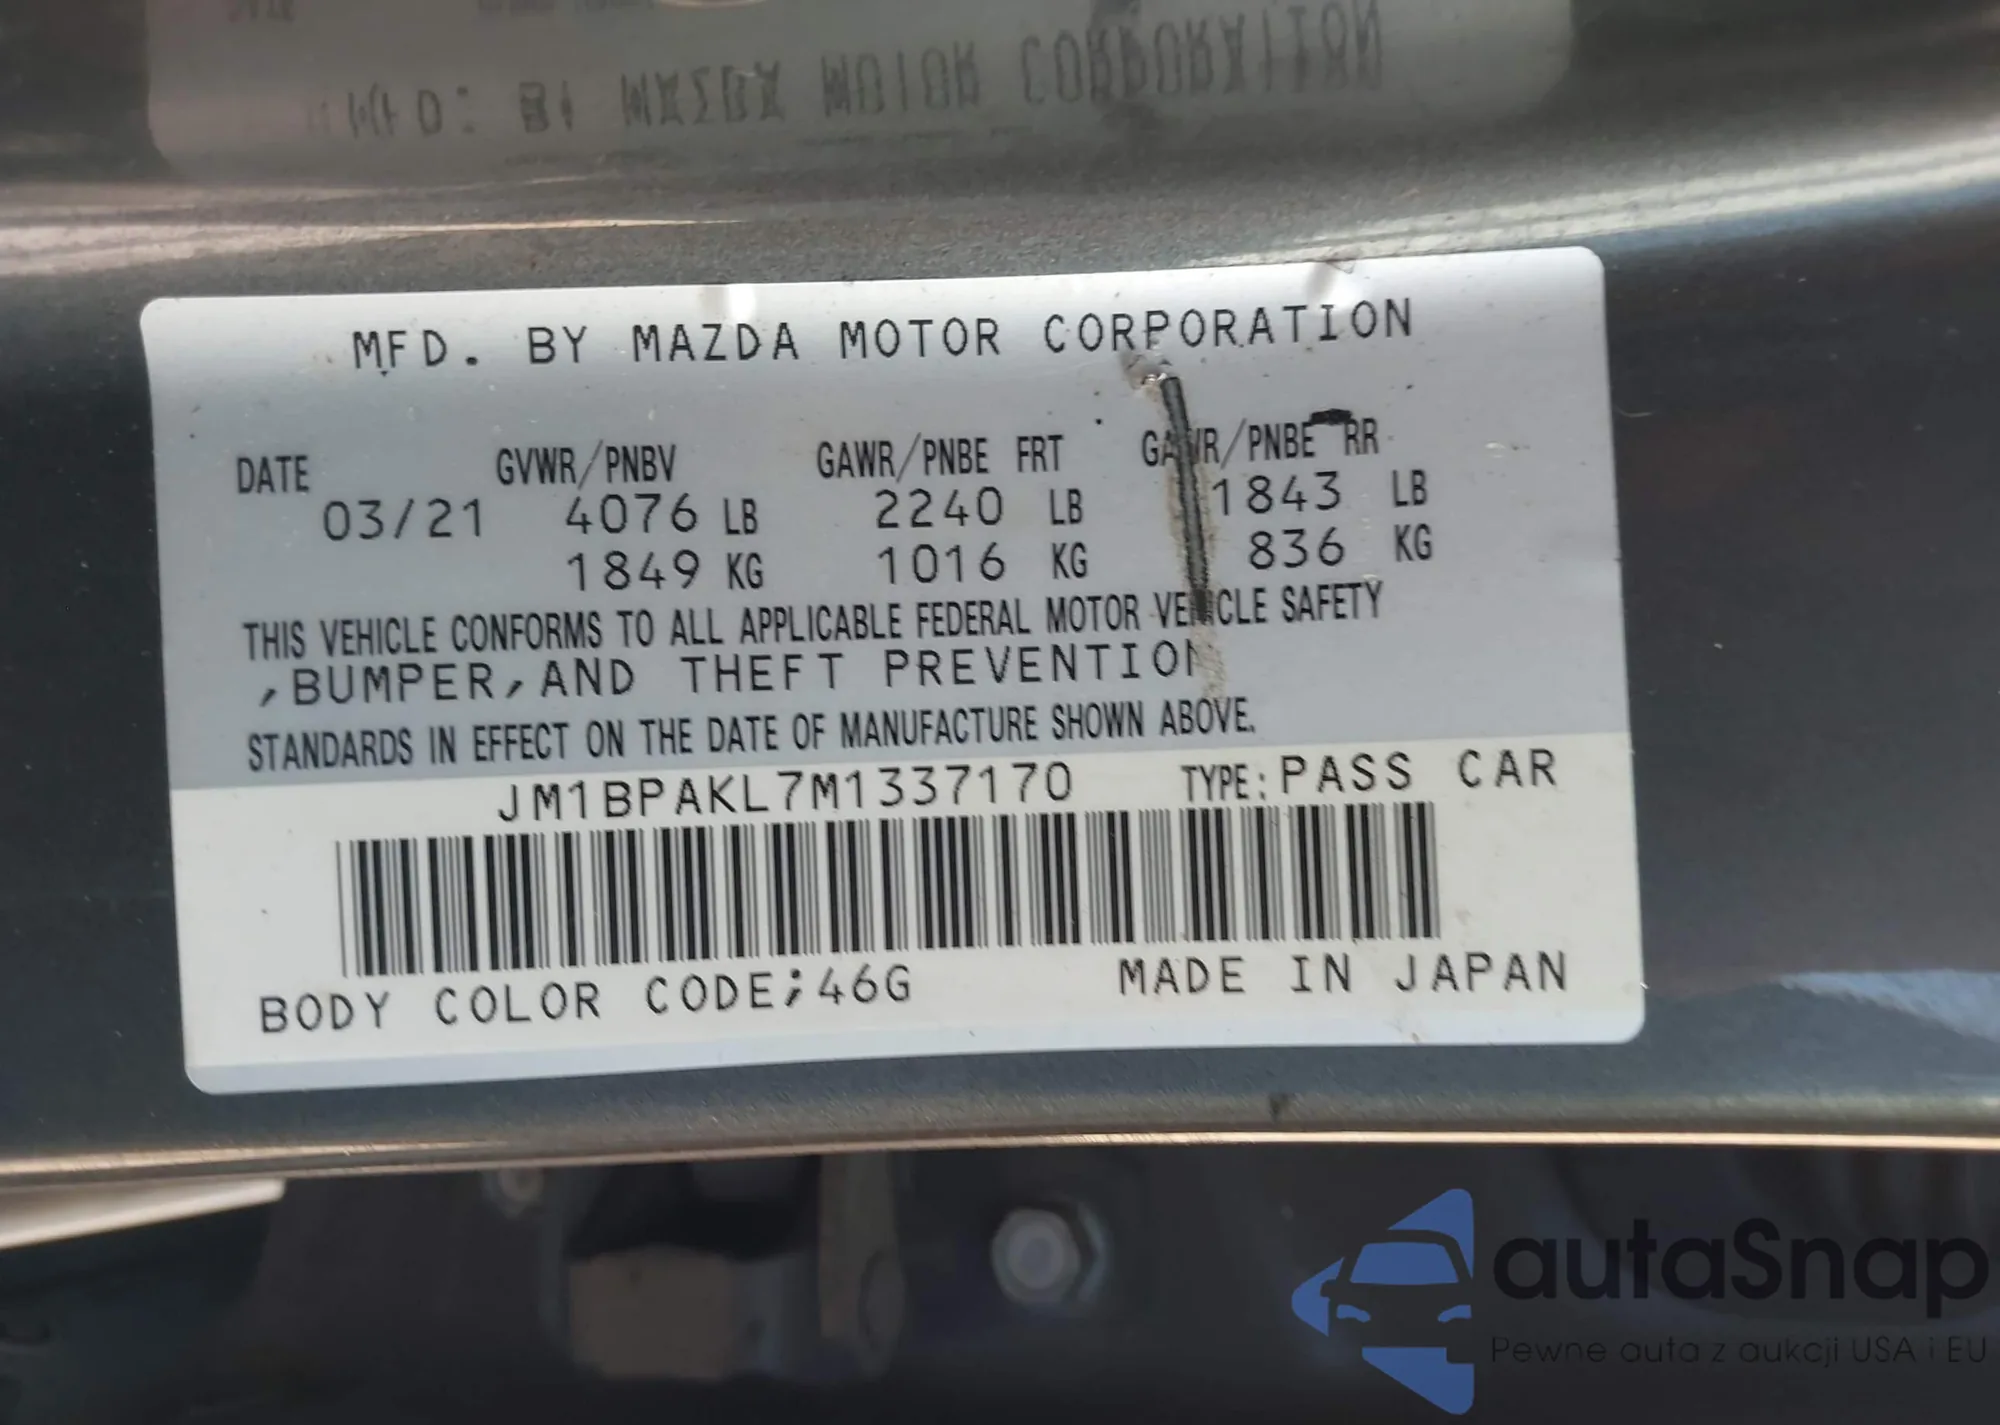 MFD. BY MAZDA MOTOR CORPORATION
DATE GVWR/PNBV GAWR/PNBE FRT GAWR/PNBE RR
03/21 4076 LB 2240 LB 1843 LB
1849 KG 1016 KG 836 KG
THIS VEHICLE CONFORMS TO ALL APPLICABLE FEDERAL MOTOR VEHICLE SAFETY
,BUMPER,AND THEFT PREVENTION
STANDARDS IN EFFECT ON THE DATE OF MANUFACTURE SHOWN ABOVE.
JM1BPAKL7M1337170 TYPE:PASS CAR
BODY COLOR CODE;46G MADE IN JAPAN
autaSnap
Pewne auta z aukcji USA i EU